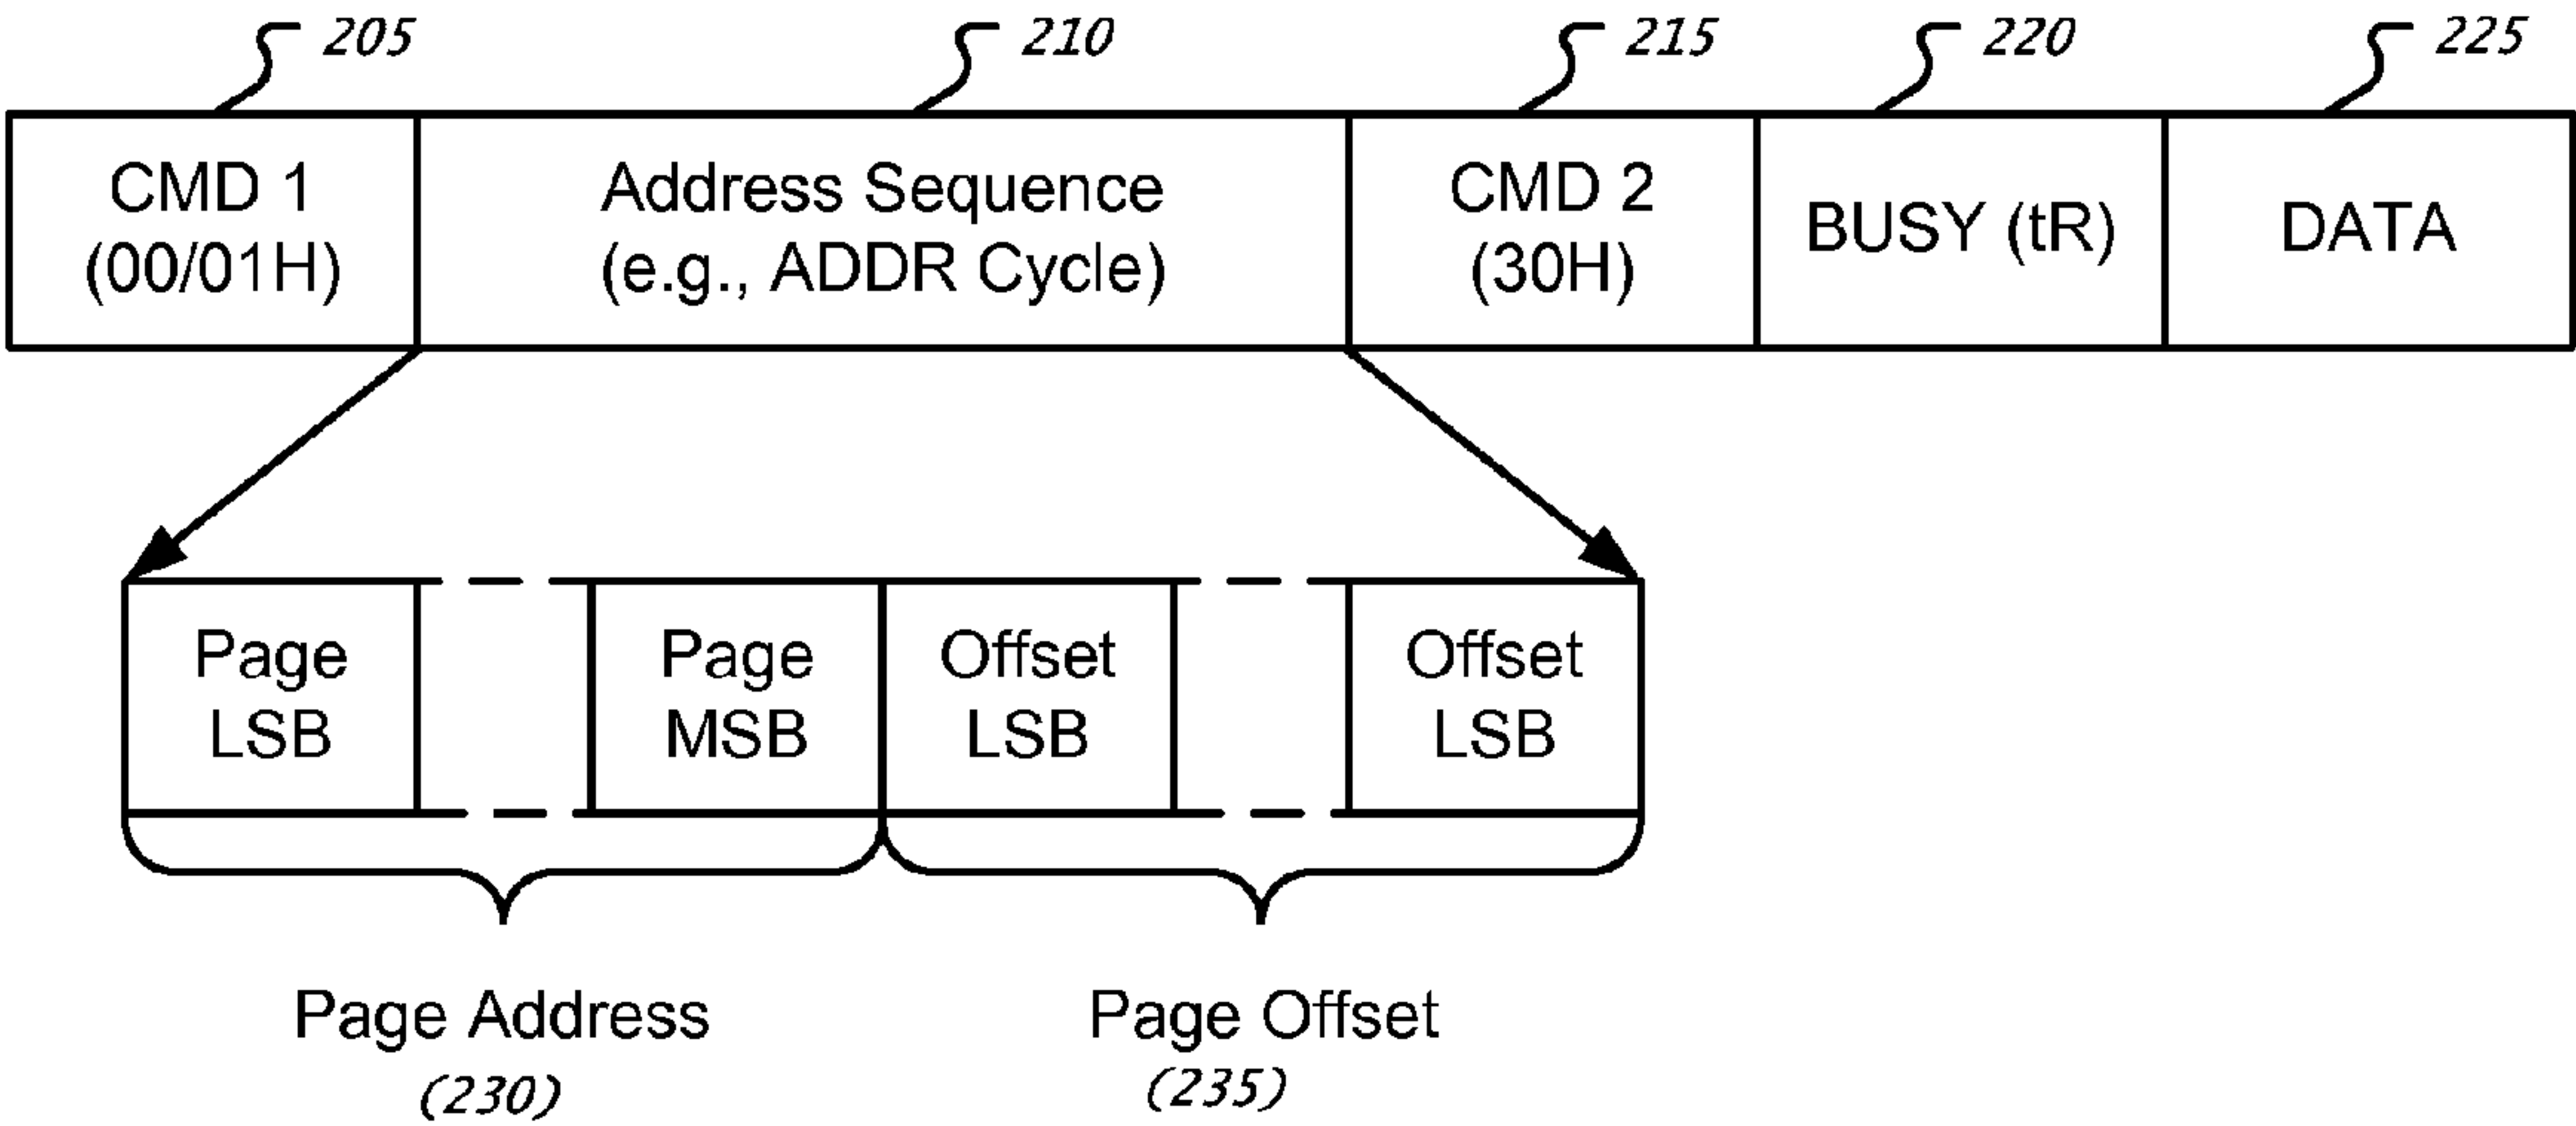 205
210
215
220
225
CMD 1
(00/01H)
Address Sequence
(e.g., ADDR Cycle)
CMD 2
(30H)
BUSY (tR)
DATA
Page
LSB
Page
MSB
Offset
LSB
Offset
LSB
Page Address
(230)
Page Offset
(235)